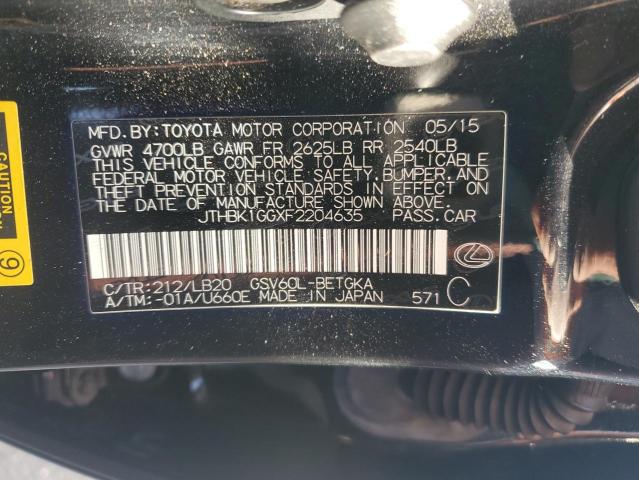 MFD.BY:TOYOTA MOTOR CORPORATION 05/15
GVWR 4700LB GAWR FR 2625LB RR 2540LB
THIS VEHICLE CONFORMS TO ALL APPLICABLE
FEDERAL MOTOR VEHICLE SAFETY,BUMPER,AND
THEFT PREVENTION STANDARDS IN EFFECT ON
THE DATE OF MANUFACTURE SHOWN ABOVE.
JTHBK1GGXF2204635 PASS.CAR
C/TR:212/LB20 GSV60L-BETGKA
A/TM:-01A/U660E MADE IN JAPAN 571 C
CAUTION
9